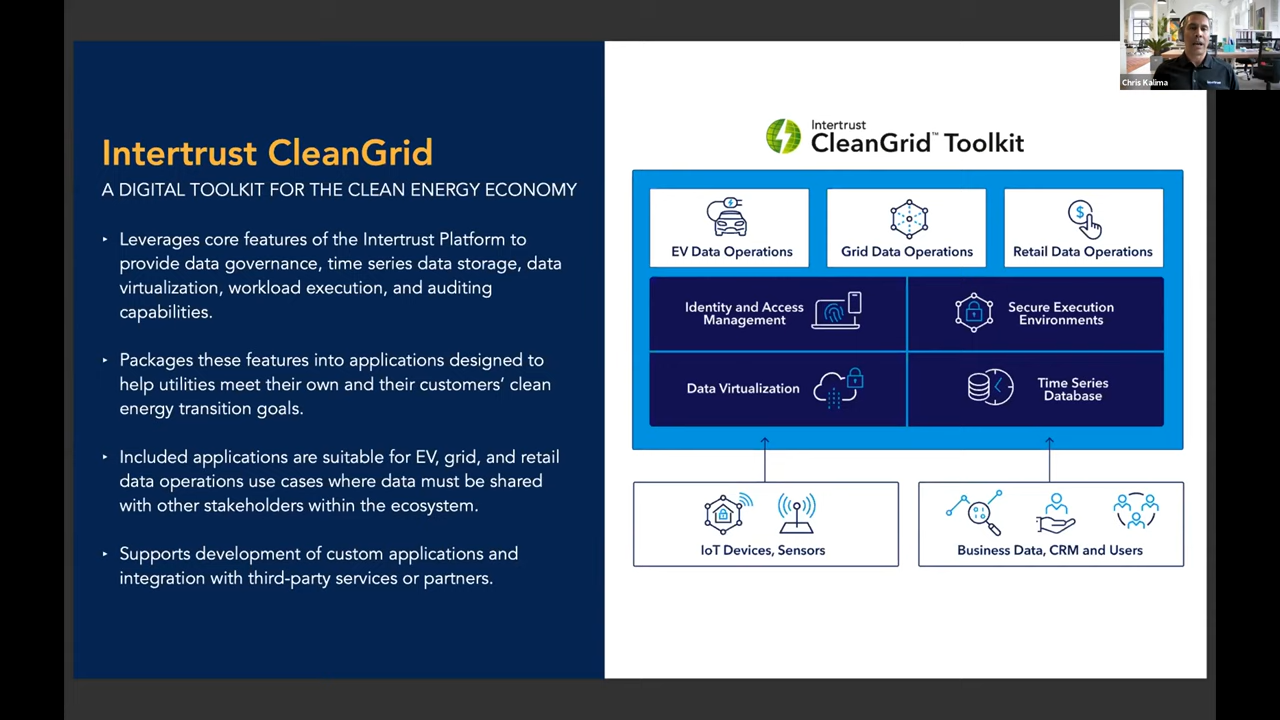 Chris Kalima
Intertrust CleanGrid
A DIGITAL TOOLKIT FOR THE CLEAN ENERGY ECONOMY
‣ Leverages core features of the Intertrust Platform to
provide data governance, time series data storage, data
virtualization, workload execution, and auditing
capabilities.
‣ Packages these features into applications designed to
help utilities meet their own and their customers’ clean
energy transition goals.
‣ Included applications are suitable for EV, grid, and retail
data operations use cases where data must be shared
with other stakeholders within the ecosystem.
‣ Supports development of custom applications and
integration with third-party services or partners.
Intertrust
CleanGrid™ Toolkit
EV Data Operations
Grid Data Operations
$
Retail Data Operations
Identity and Access
Management
Secure Execution
Environments
Data Virtualization
Time Series
Database
IoT Devices, Sensors
Business Data, CRM and Users